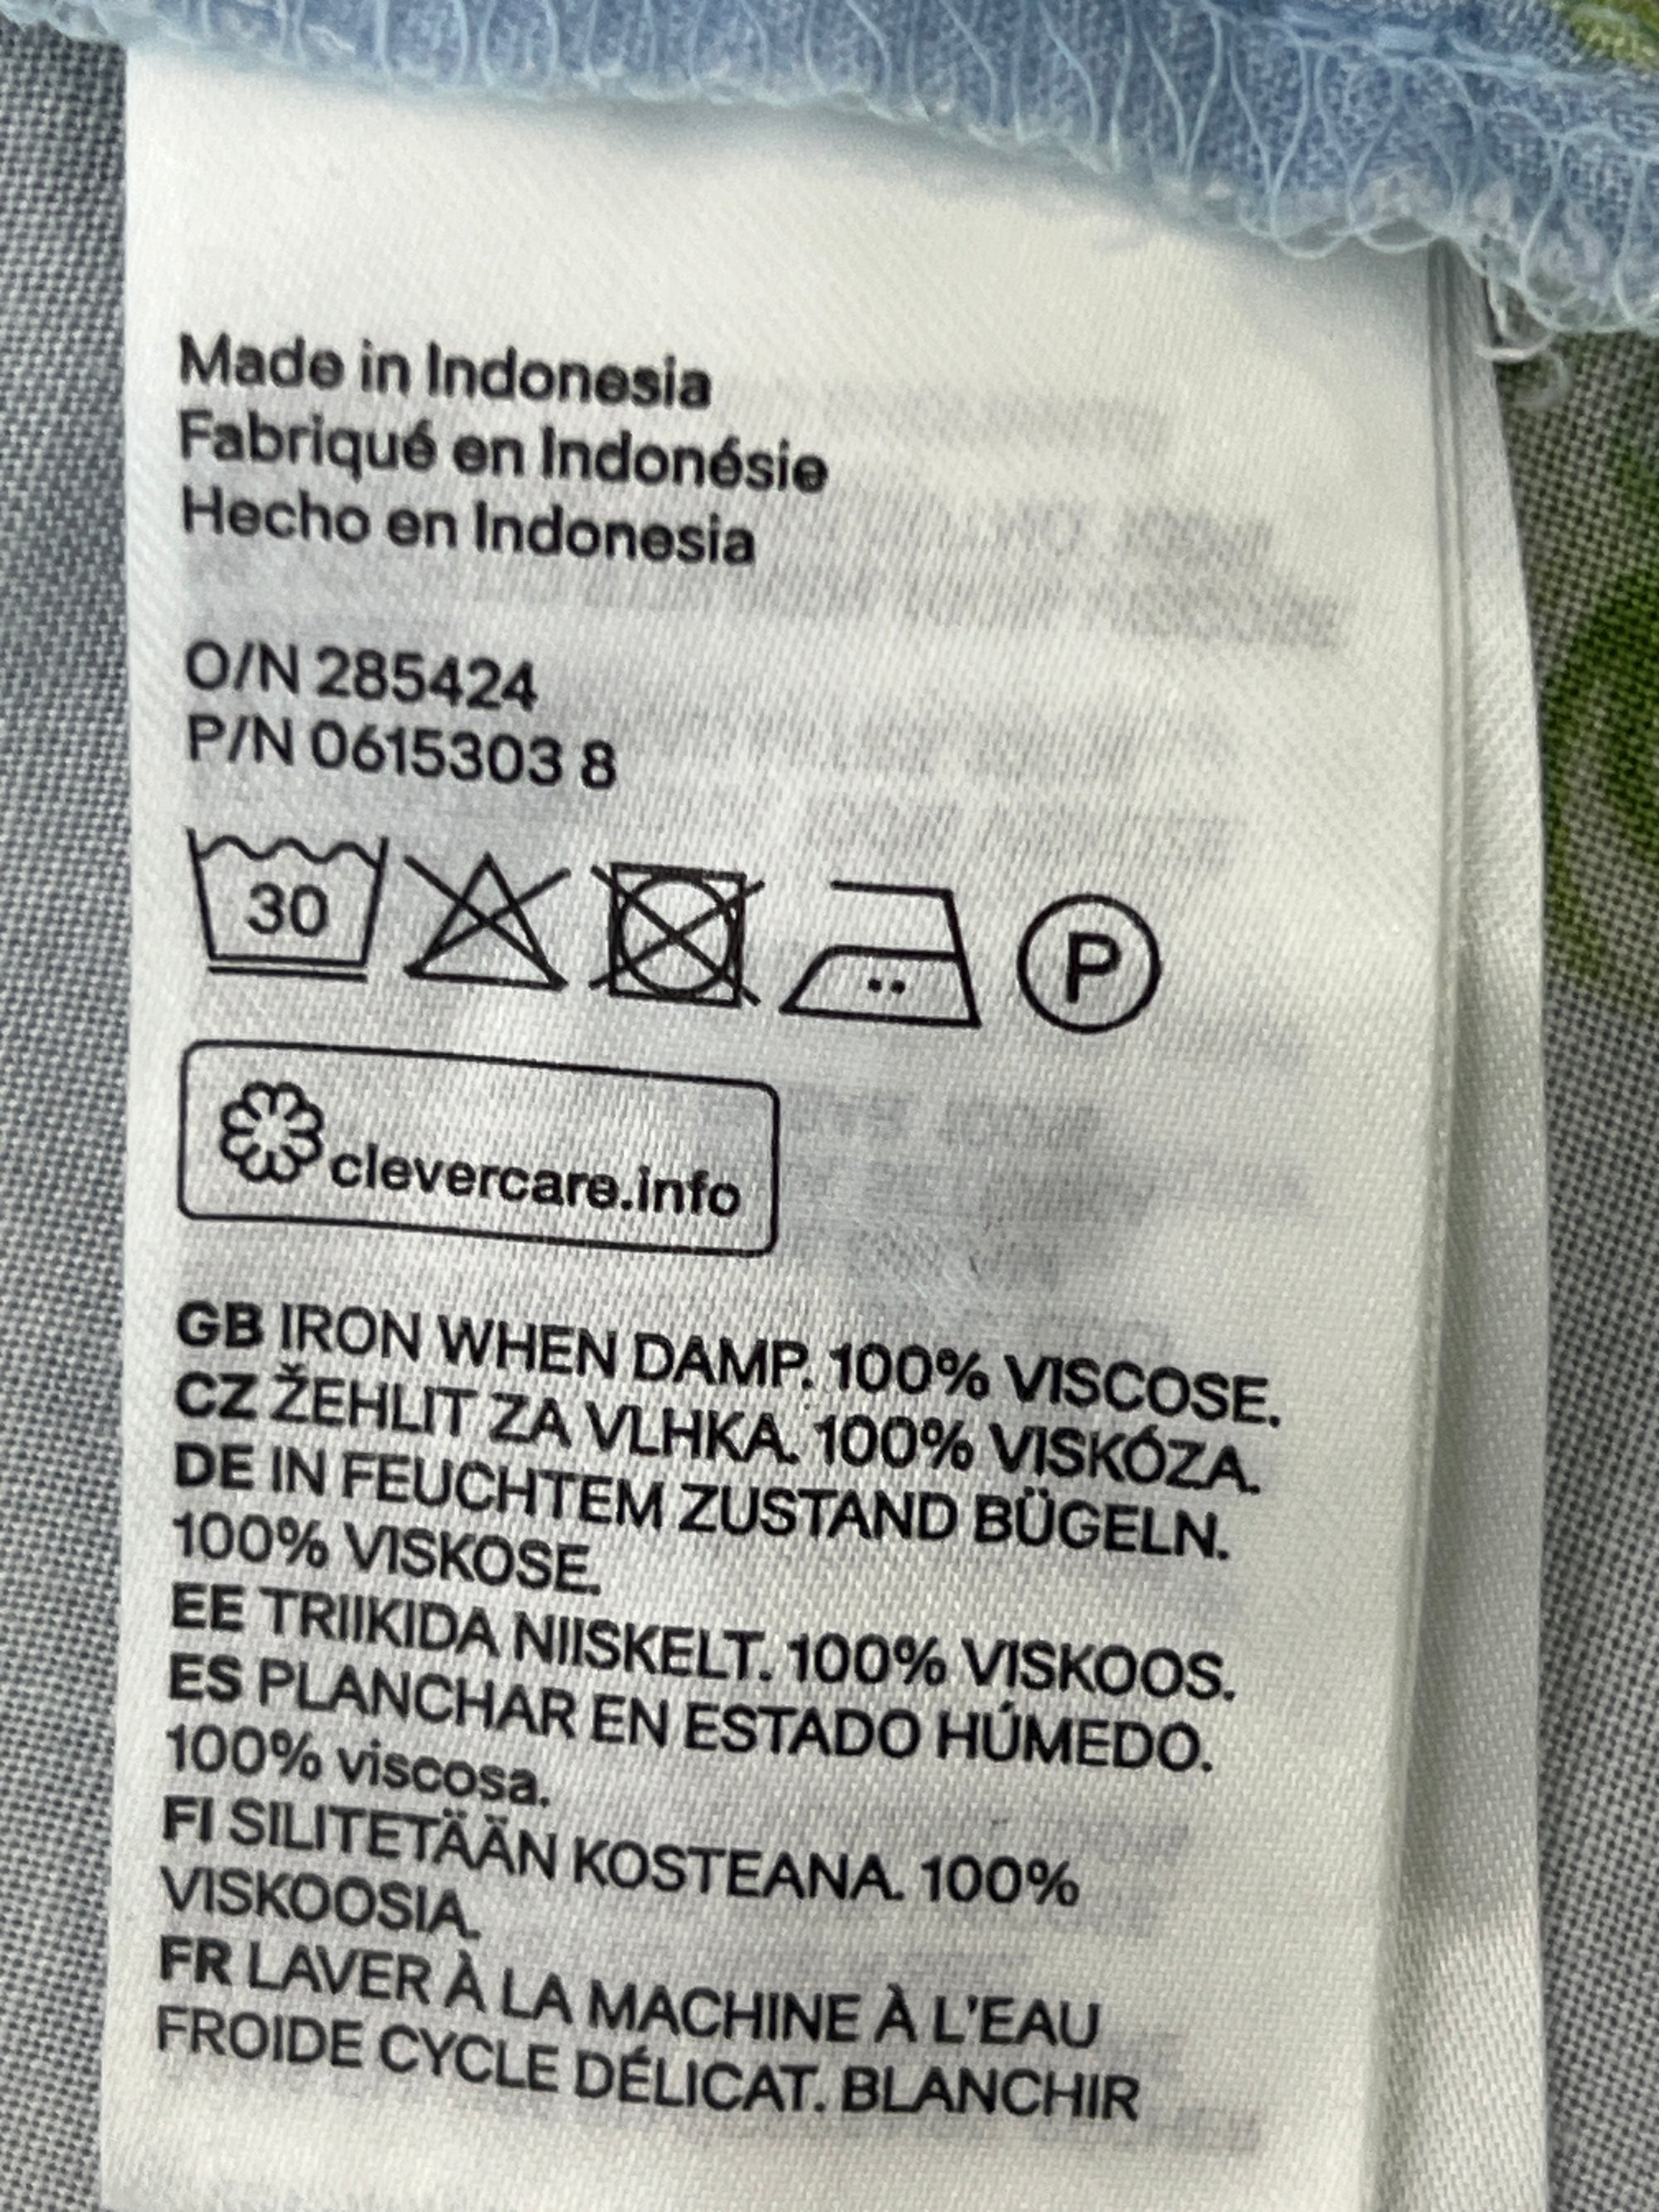 Made in Indonesia
Fabriqué en Indonésie
Hecho en Indonesia
O/N 285424
P/N 0615303 8
30
P
clevercare.info
GB IRON WHEN DAMP. 100% VISCOSE.
CZ ŽEHLIT ZA VLHKA. 100% VISKÓZA.
DE IN FEUCHTEM ZUSTAND BÜGELN.
100% VISKOSE.
EE TRIIKIDA NIISKELT. 100% VISKOOS.
ES PLANCHAR EN ESTADO HÚMEDO.
100% viscosa.
FI SILITETÄÄN KOSTEANA. 100%
VISKOOSIA.
FR LAVER À LA MACHINE À L'EAU
FROIDE CYCLE DÉLICAT. BLANCHIR